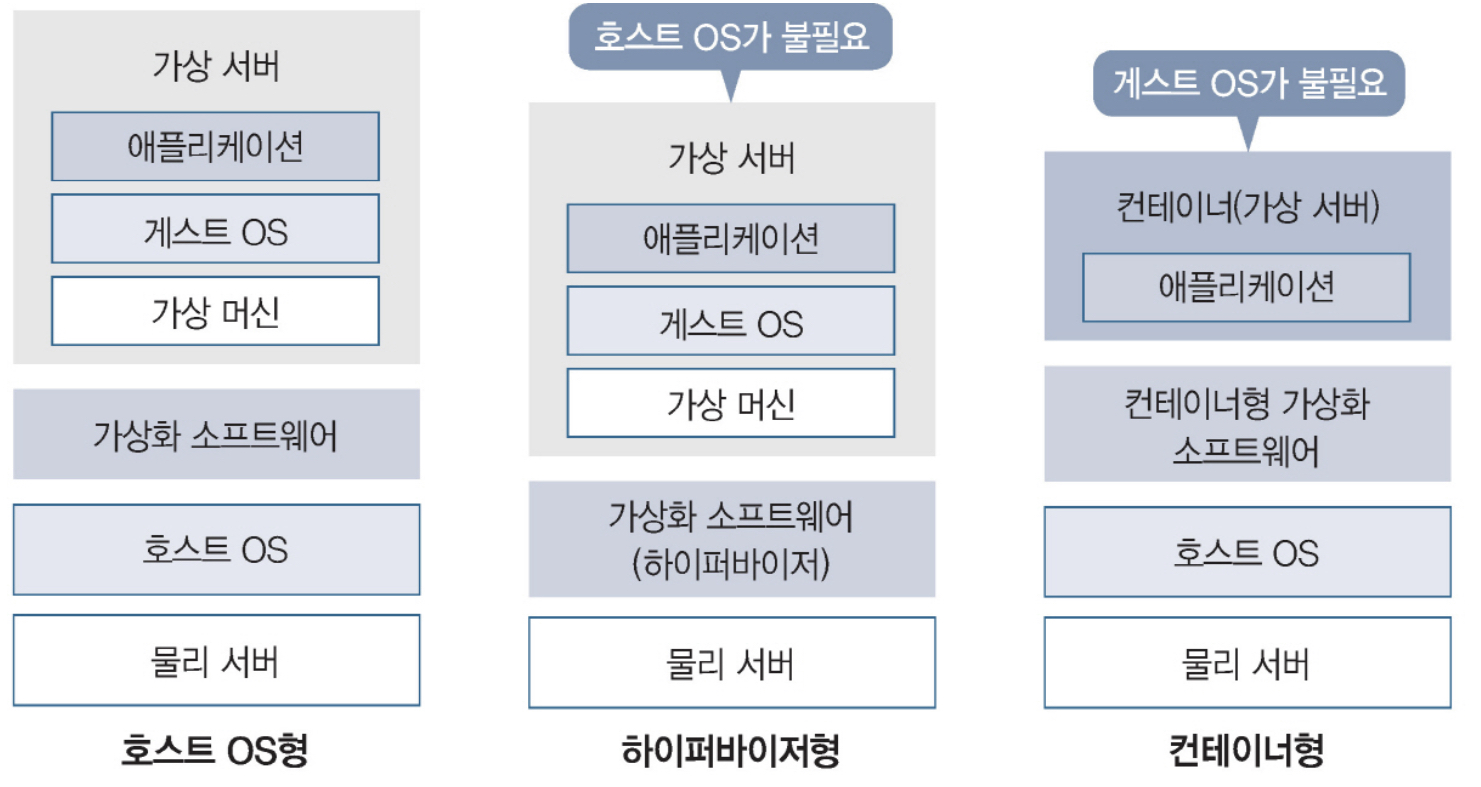 가상 서버
애플리케이션
게스트 OS
가상 머신
가상화 소프트웨어
호스트 OS
물리 서버
호스트 OS형
호스트 OS가 불필요
가상 서버
애플리케이션
게스트 OS
가상 머신
가상화 소프트웨어
(하이퍼바이저)
물리 서버
하이퍼바이저형
게스트 OS가 불필요
컨테이너(가상 서버)
애플리케이션
컨테이너형 가상화
소프트웨어
호스트 OS
물리 서버
컨테이너형